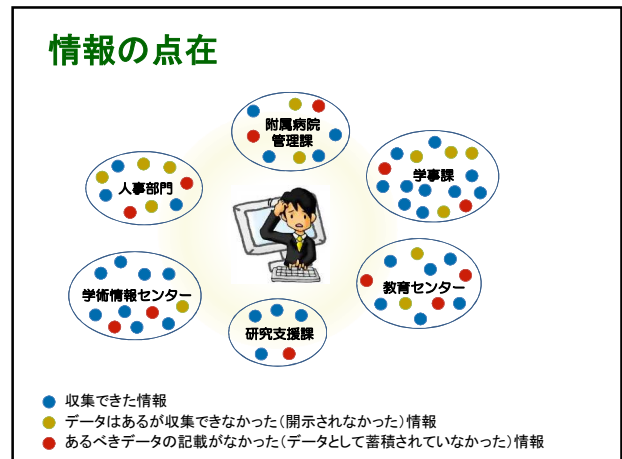 情報の点在
附属病院
管理課
人事部門
学事課
学術情報センター
教育センター
研究支援課
収集できた情報
データはあるが収集できなかった(開示されなかった)情報
あるべきデータの記載がなかった(データとして蓄積されていなかった)情報